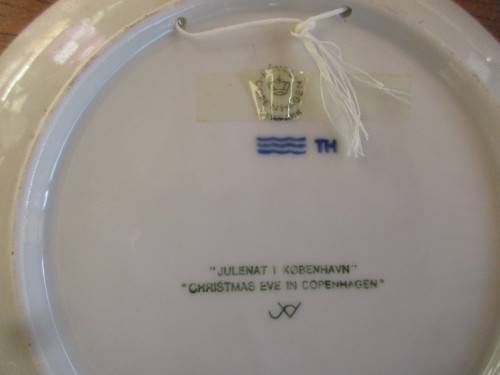 TH
"JULENAT I KØBENHAVN"
"CHRISTMAS EVE IN COPENHAGEN"